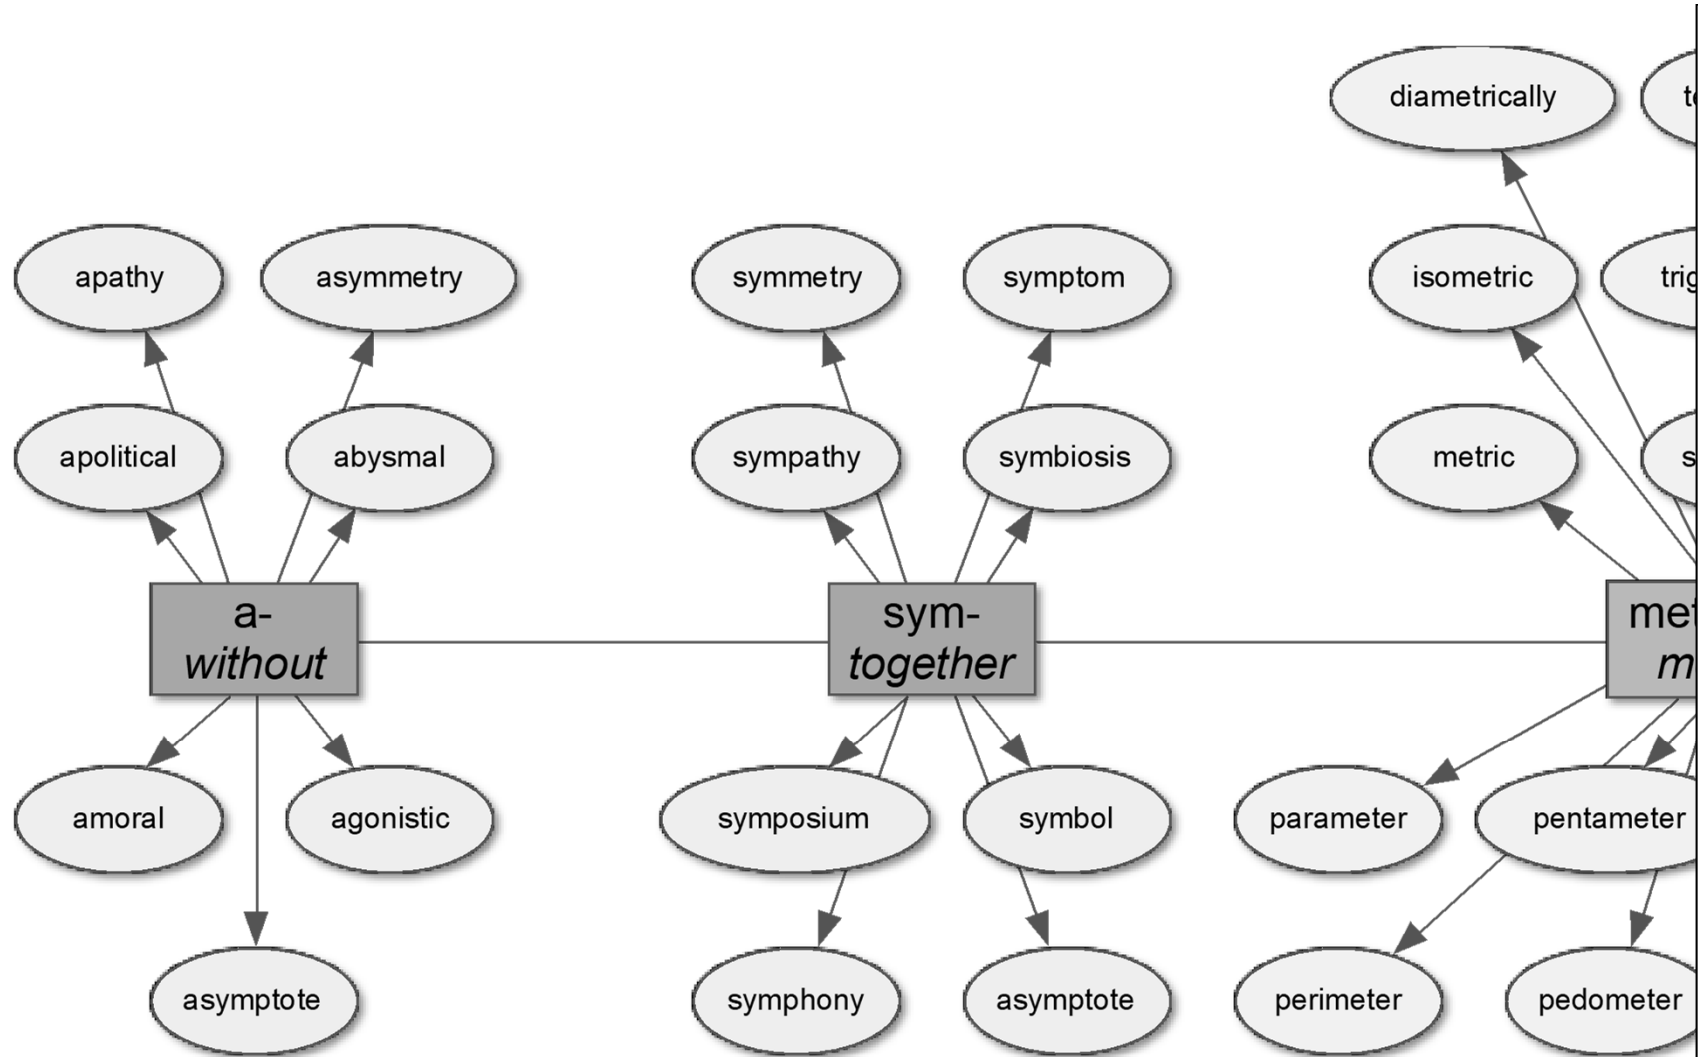 diametrically
apathy
asymmetry
symmetry
symptom
isometric
apolitical
abysmal
sympathy
symbiosis
metric
a-
without
sym-
together
amoral
agonistic
symposium
symbol
parameter
pentameter
asymptote
symphony
asymptote
perimeter
pedometer